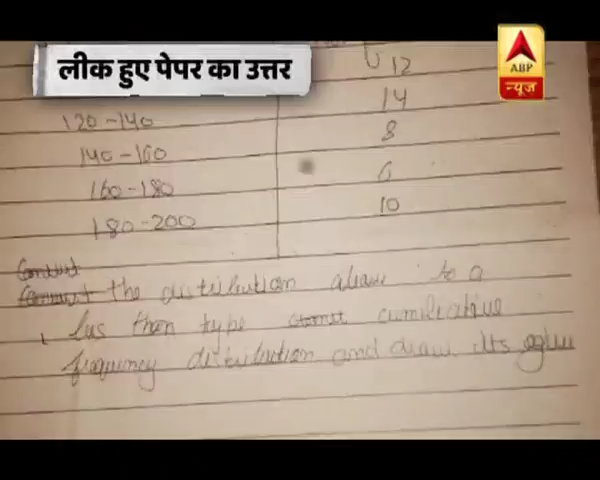 लीक हुए पेपर का उत्तर
ABP
न्यूज़
12
120-140 14
140-160 8
160-180 6
180-200 10
the distribution above to a
less than type cumulative
frequency distribution and draw its ogive